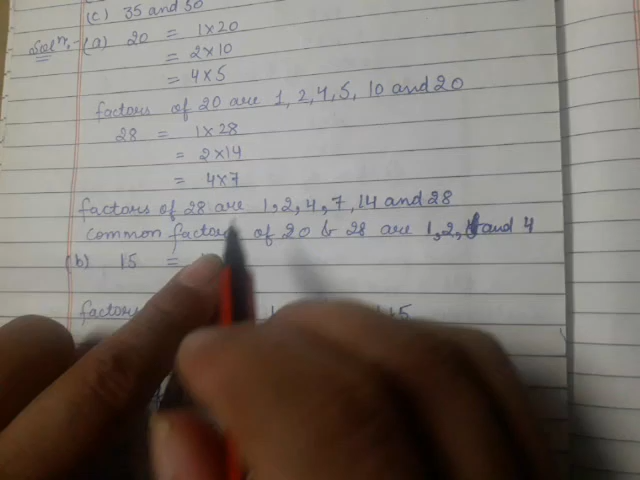 (c) 35 and 50
Solⁿ.- (a) 20 = 1×20
= 2×10
= 4×5
factors of 20 are 1, 2, 4, 5, 10 and 20
28 = 1×28
= 2×14
= 4×7
factors of 28 are 1, 2, 4, 7, 14 and 28
Common factors of 20 & 28 are 1, 2, and 4
(b) 15 =
factors 15